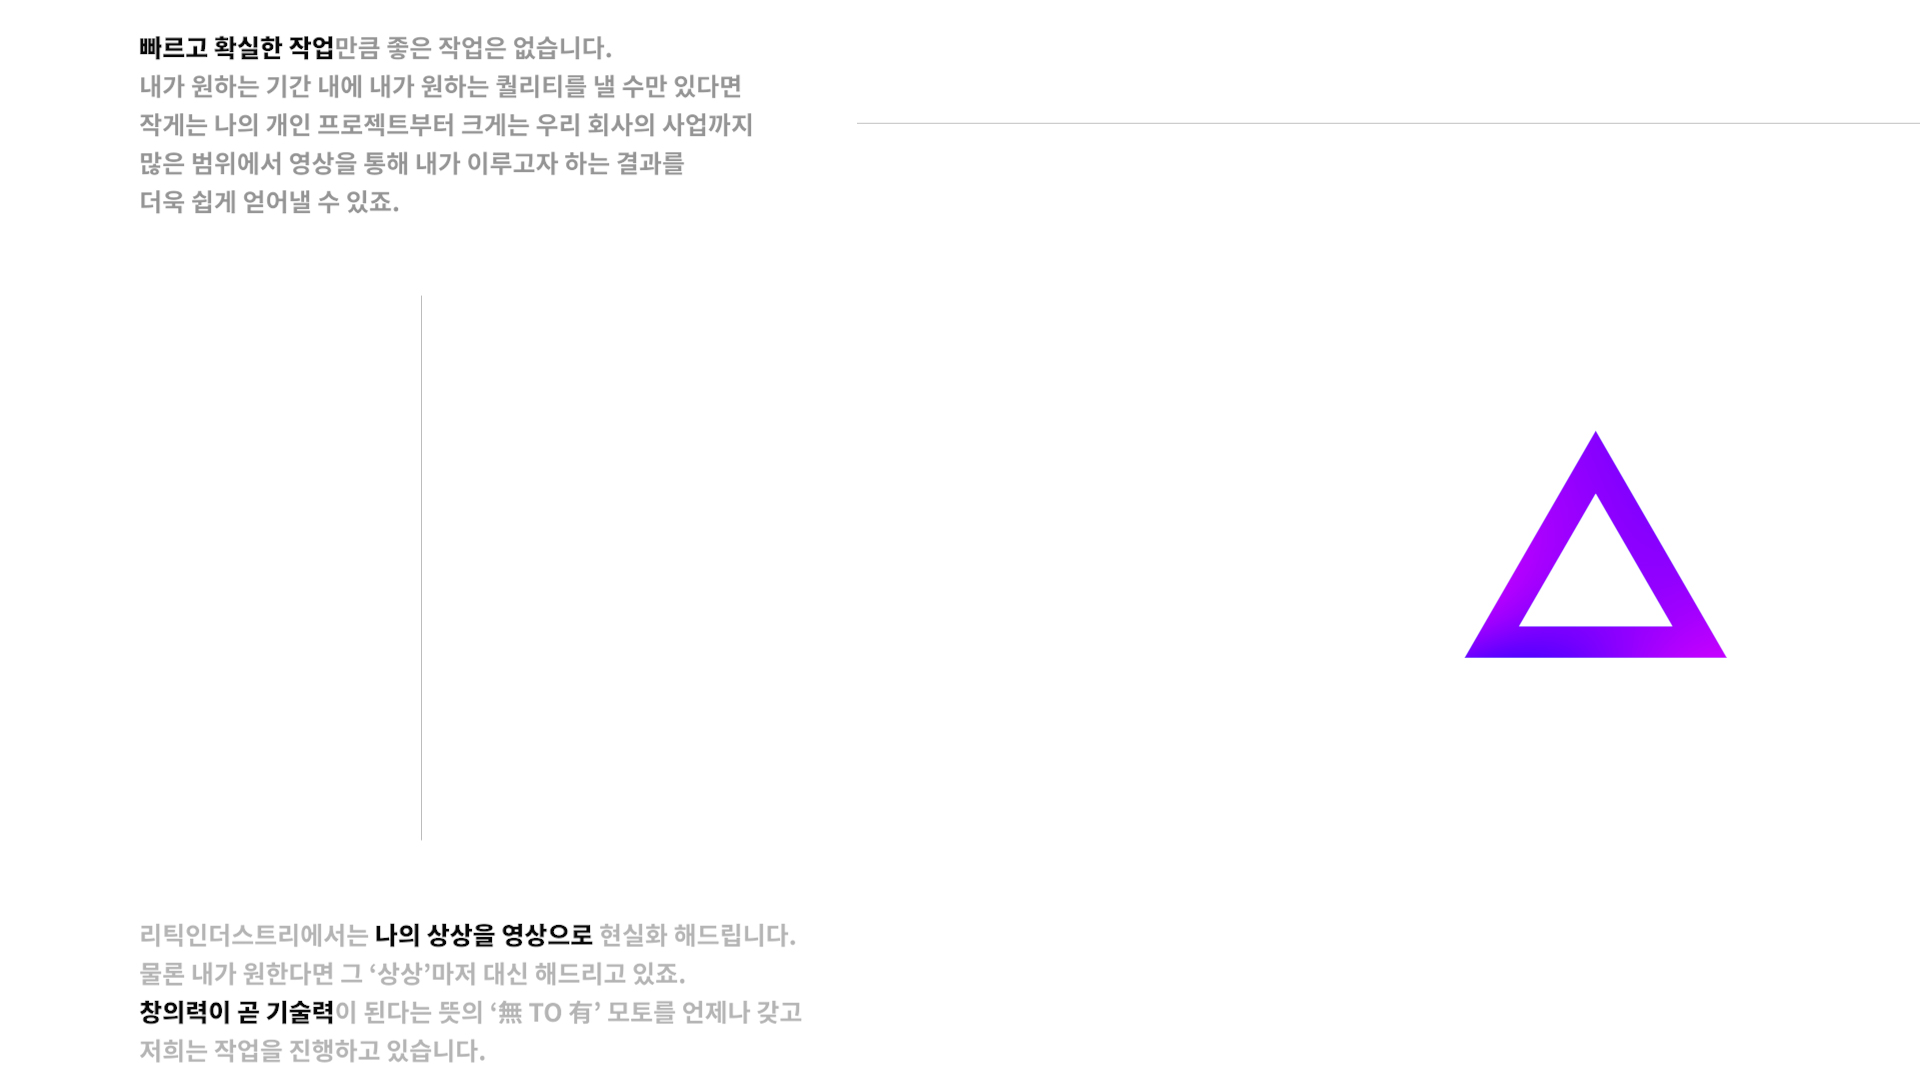 빠르고 확실한 작업만큼 좋은 작업은 없습니다.
내가 원하는 기간 내에 내가 원하는 퀄리티를 낼 수만 있다면
작게는 나의 개인 프로젝트부터 크게는 우리 회사의 사업까지
많은 범위에서 영상을 통해 내가 이루고자 하는 결과를
더욱 쉽게 얻어낼 수 있죠.
리틱인더스트리에서는 나의 상상을 영상으로 현실화 해드립니다.
물론 내가 원한다면 그 ‘상상’마저 대신 해드리고 있죠.
창의력이 곧 기술력이 된다는 뜻의 ‘無 TO 有’ 모토를 언제나 갖고
저희는 작업을 진행하고 있습니다.